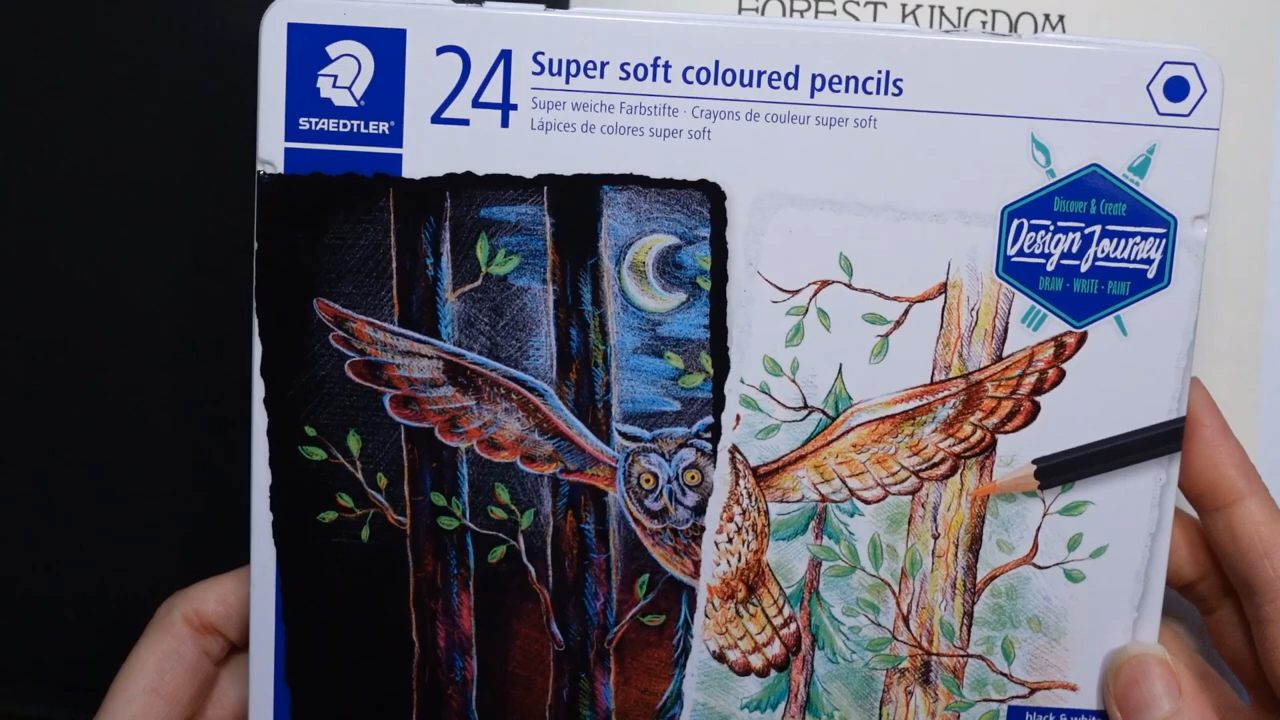 FOREST KINGDOM
STAEDTLER®
24
Super soft coloured pencils
Super weiche Farbstifte · Crayons de couleur super soft
Lápices de colores super soft
Discover & Create
Design Journey
DRAW · WRITE · PAINT
black & white